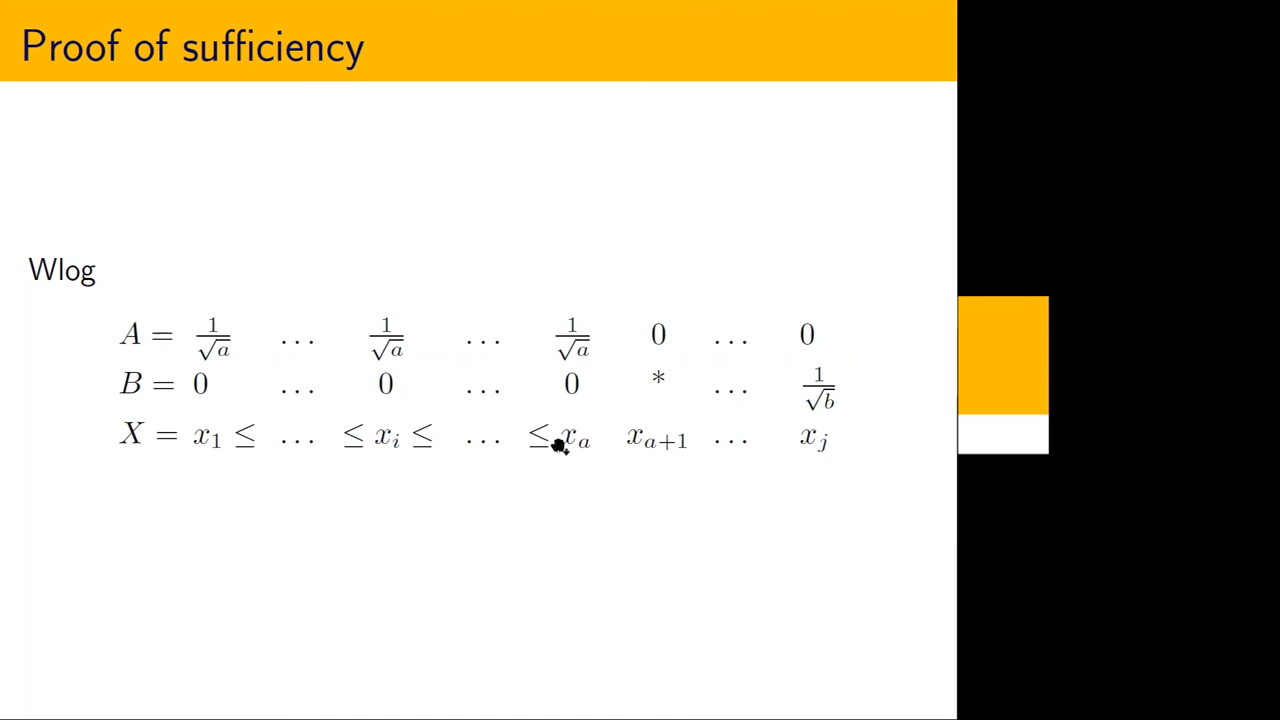 Proof of sufficiency
Wlog
A = 1/√a … 1/√a … 1/√a 0 … 0
B = 0 … 0 … 0 * … 1/√b
X = x₁ ≤ … ≤ xᵢ ≤ … ≤ xₐ xₐ₊₁ … xⱼ